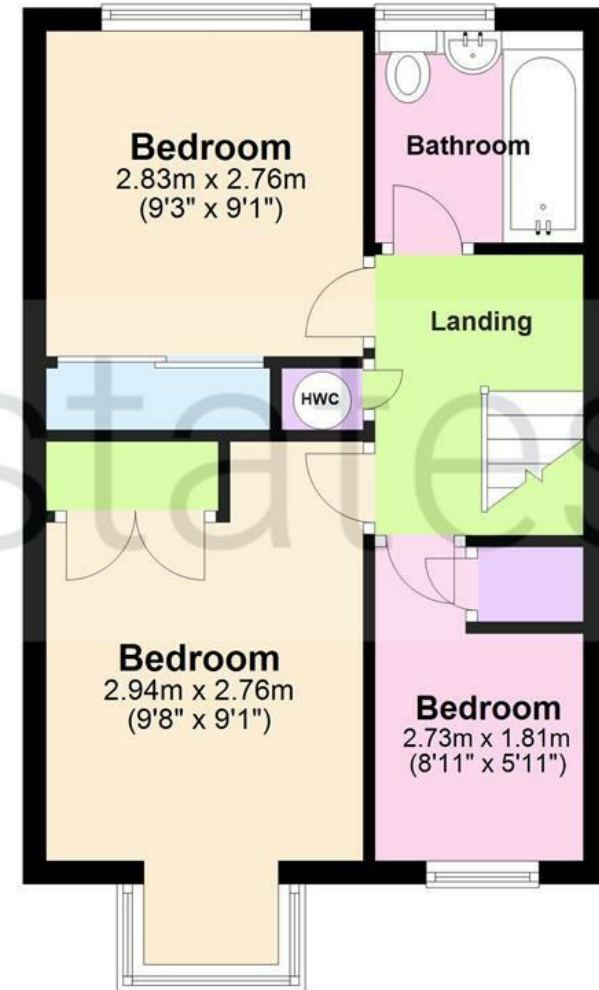 Bedroom
2.83m x 2.76m
(9'3" x 9'1")
Bathroom
Landing
HWC
states
Bedroom
2.94m x 2.76m
(9'8" x 9'1")
Bedroom
2.73m x 1.81m
(8'11" x 5'11")